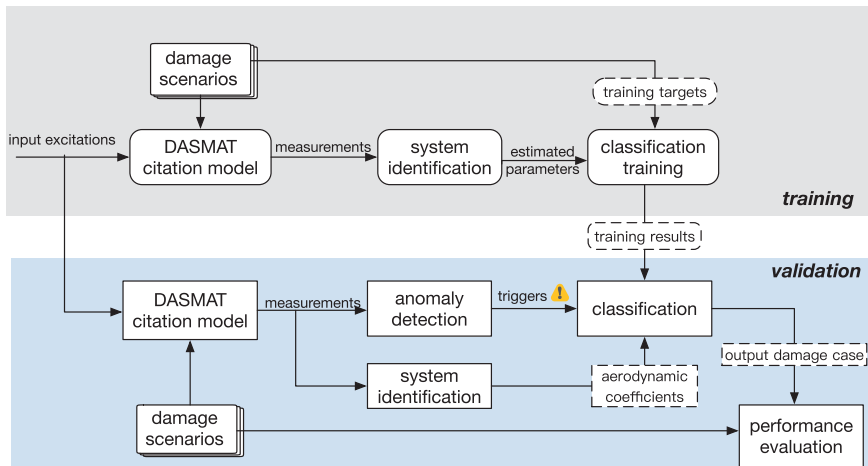 damage
scenarios
training targets
input excitations
DASMAT
citation model
measurements
system
identification
estimated
parameters
classification
training
training
training results
validation
DASMAT
citation model
measurements
anomaly
detection
triggers
classification
output damage case
system
identification
aerodynamic
coefficients
damage
scenarios
performance
evaluation